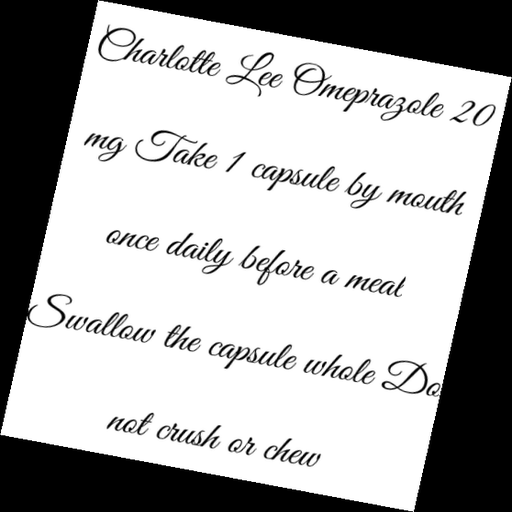 Charlotte Lee Omeprazole 20
mg Take 1 capsule by mouth
once daily before a meal
Swallow the capsule whole Do
not crush or chew